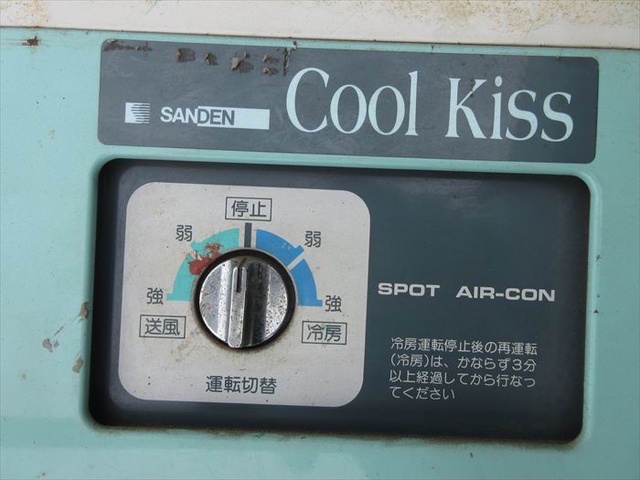 SANDEN
Cool Kiss
停止
弱 弱
強 強
送風 冷房
運転切替
SPOT AIR-CON
冷房運転停止後の再運転
(冷房)は、かならず3分
以上経過してから行なっ
てください